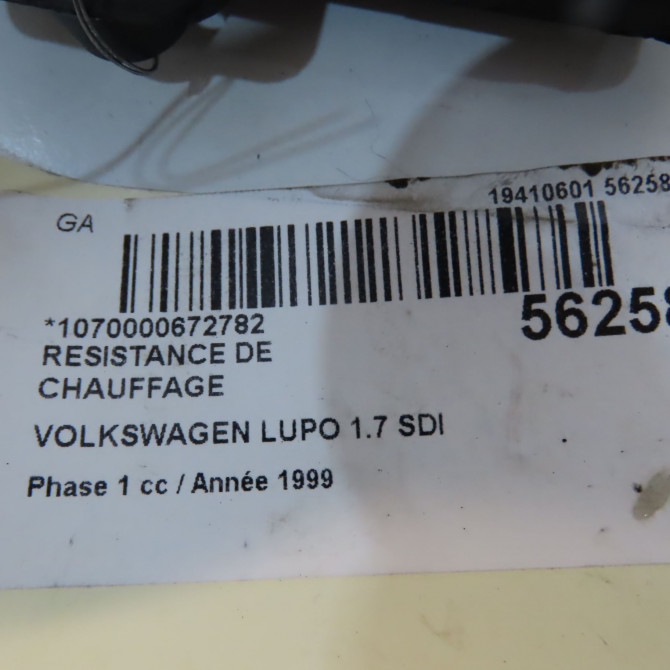 19410601 56258
GA
*1070000672782
56258
RESISTANCE DE
CHAUFFAGE
VOLKSWAGEN LUPO 1.7 SDI
Phase 1 cc / Année 1999